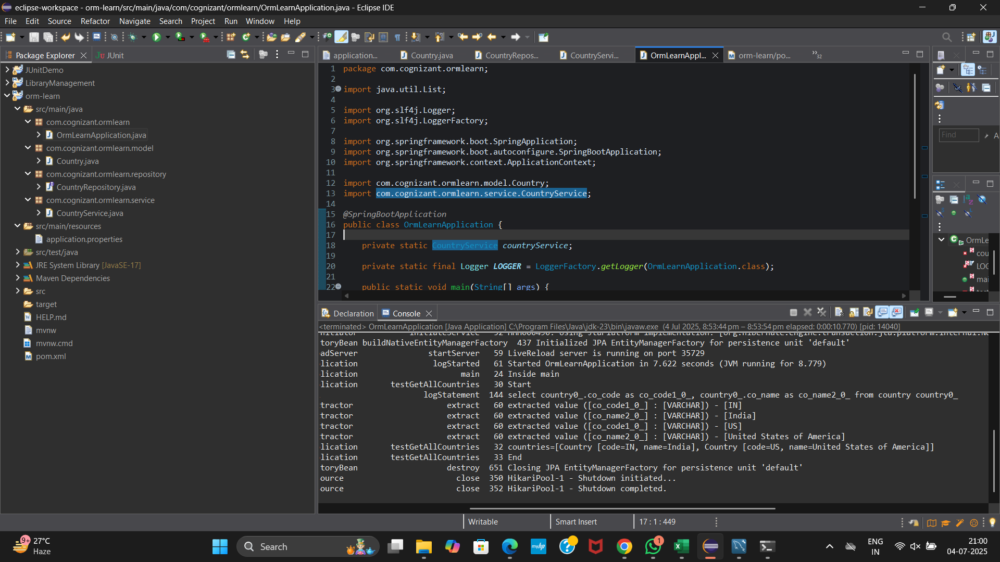 eclipse-workspace - orm-learn/src/main/java/com/cognizant/ormlearn/OrmLearnApplication.java - Eclipse IDE
File Edit Source Refactor Navigate Search Project Run Window Help
Package Explorer
JUnit
JUnitDemo
LibraryManagement
orm-learn
src/main/java
com.cognizant.ormlearn
OrmLearnApplication.java
com.cognizant.ormlearn.model
Country.java
com.cognizant.ormlearn.repository
CountryRepository.java
com.cognizant.ormlearn.service
CountryService.java
src/main/resources
application.properties
src/test/java
JRE System Library [JavaSE-17]
Maven Dependencies
src
target
HELP.md
mvnw
mvnw.cmd
pom.xml
application... Country.java CountryRepos... CountryServi... OrmLearnAppl... orm-learn/po... »32
1 package com.cognizant.ormlearn;
2
3 import java.util.List;
4
5 import org.slf4j.Logger;
6 import org.slf4j.LoggerFactory;
7
8 import org.springframework.boot.SpringApplication;
9 import org.springframework.boot.autoconfigure.SpringBootApplication;
10 import org.springframework.context.ApplicationContext;
11
12 import com.cognizant.ormlearn.model.Country;
13 import com.cognizant.ormlearn.service.CountryService;
14
15 @SpringBootApplication
16 public class OrmLearnApplication {
17
18 private static CountryService countryService;
19
20 private static final Logger LOGGER = LoggerFactory.getLogger(OrmLearnApplication.class);
21
22 public static void main(String[] args) {
Find
A
OrmLe
cou
LOG
mai
Declaration Console
<terminated> OrmLearnApplication [Java Application] C:\Program Files\Java\jdk-23\bin\javaw.exe (4 Jul 2025, 8:53:44 pm – 8:53:54 pm elapsed: 0:00:10.770) [pid: 14040]
toryBean buildNativeEntityManagerFactory 437 Initialized JPA EntityManagerFactory for persistence unit 'default'
adServer startServer 59 LiveReload server is running on port 35729
lication logStarted 61 Started OrmLearnApplication in 7.622 seconds (JVM running for 8.779)
lication main 24 Inside main
lication testGetAllCountries 30 Start
logStatement 144 select country0_.co_code as co_code1_0_, country0_.co_name as co_name2_0_ from country country0_
tractor extract 60 extracted value ([co_code1_0_] : [VARCHAR]) - [IN]
tractor extract 60 extracted value ([co_name2_0_] : [VARCHAR]) - [India]
tractor extract 60 extracted value ([co_code1_0_] : [VARCHAR]) - [US]
tractor extract 60 extracted value ([co_name2_0_] : [VARCHAR]) - [United States of America]
lication testGetAllCountries 32 countries=[Country [code=IN, name=India], Country [code=US, name=United States of America]]
lication testGetAllCountries 33 End
toryBean destroy 651 Closing JPA EntityManagerFactory for persistence unit 'default'
ource close 350 HikariPool-1 - Shutdown initiated...
ource close 352 HikariPool-1 - Shutdown completed.
Writable Smart Insert 17 : 1 : 449
9+
27°C
Haze
Search
myhp
1
ENG
IN
21:00
04-07-2025